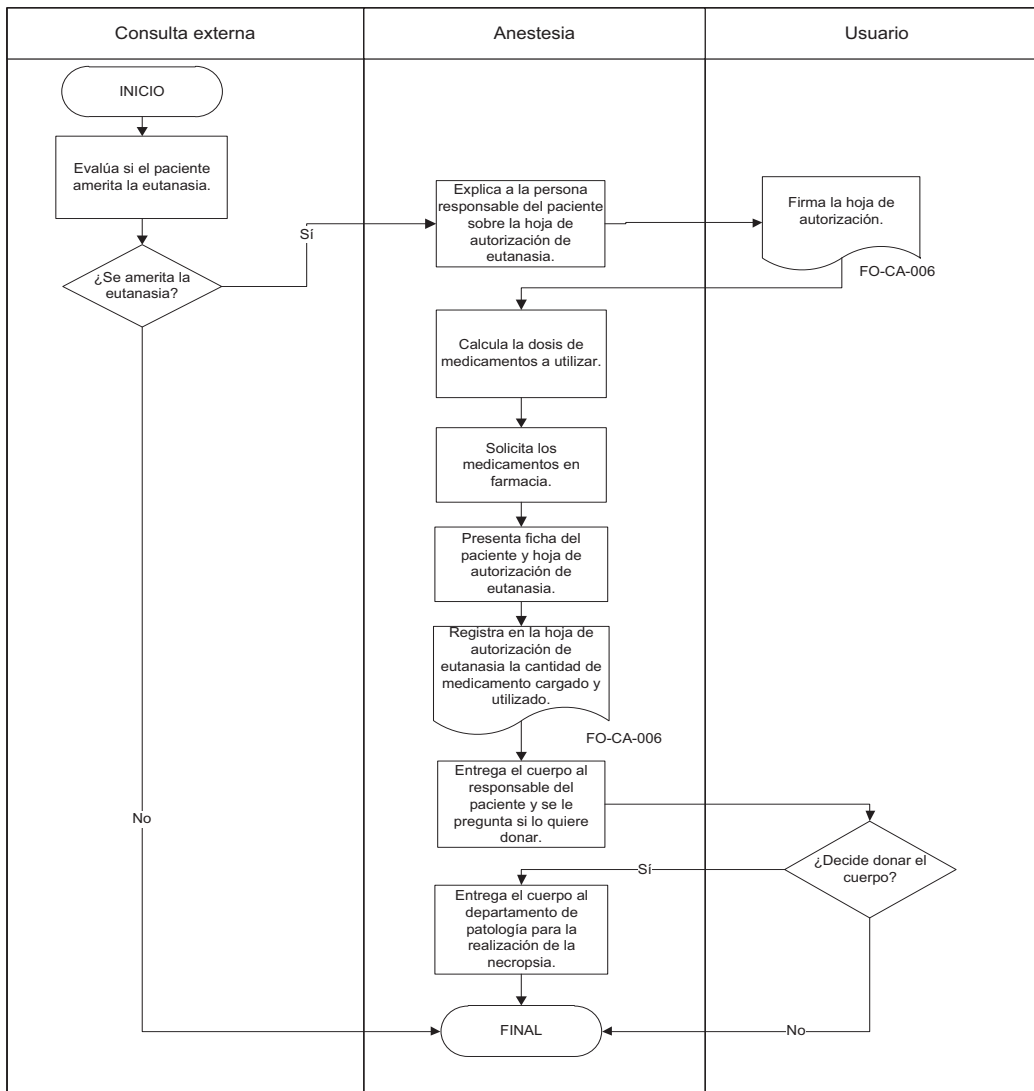 Consulta externa
Anestesia
Usuario
INICIO
Evalúa si el paciente
amerita la eutanasia.
¿Se amerita la
eutanasia?
Sí
Explica a la persona
responsable del paciente
sobre la hoja de
autorización de
eutanasia.
Firma la hoja de
autorización.
FO-CA-006
Calcula la dosis de
medicamentos a utilizar.
Solicita los
medicamentos en
farmacia.
Presenta ficha del
paciente y hoja de
autorización de
eutanasia.
Registra en la hoja de
autorización de
eutanasia la cantidad de
medicamento cargado y
utilizado.
FO-CA-006
Entrega el cuerpo al
responsable del
paciente y se le
pregunta si lo quiere
donar.
No
¿Decide donar el
cuerpo?
Sí
Entrega el cuerpo al
departamento de
patología para la
realización de la
necropsia.
FINAL
No